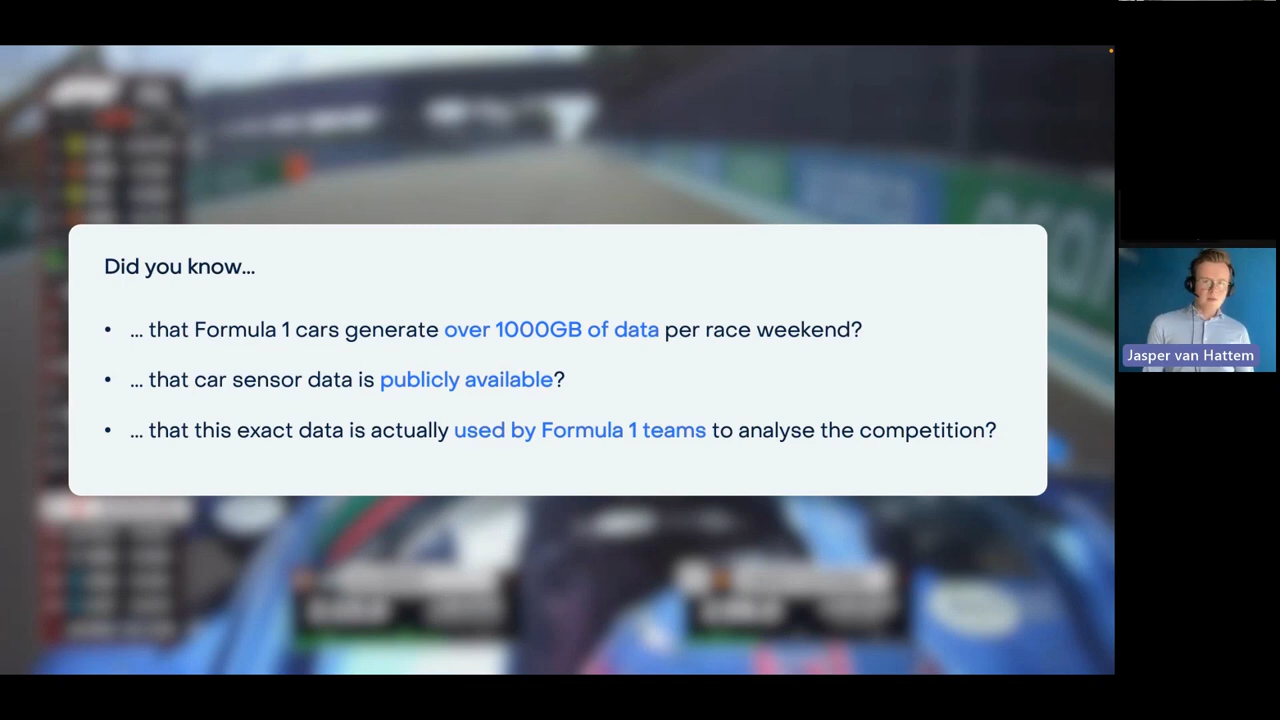 Did you know...
• ... that Formula 1 cars generate over 1000GB of data per race weekend?
• ... that car sensor data is publicly available?
• ... that this exact data is actually used by Formula 1 teams to analyse the competition?
Jasper van Hattem